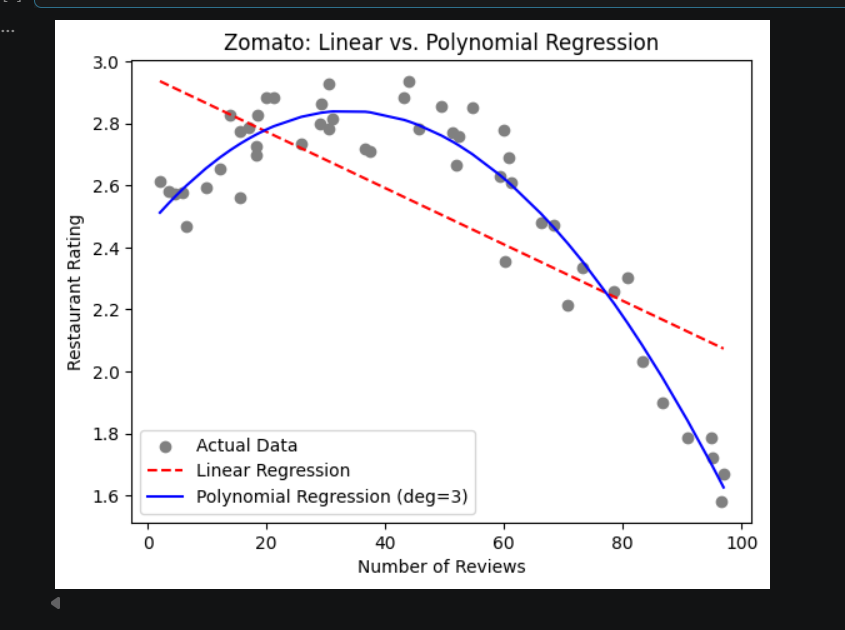 Zomato: Linear vs. Polynomial Regression
3.0
2.8
2.6
2.4
2.2
2.0
1.8
1.6
Restaurant Rating
Actual Data
Linear Regression
Polynomial Regression (deg=3)
0 20 40 60 80 100
Number of Reviews